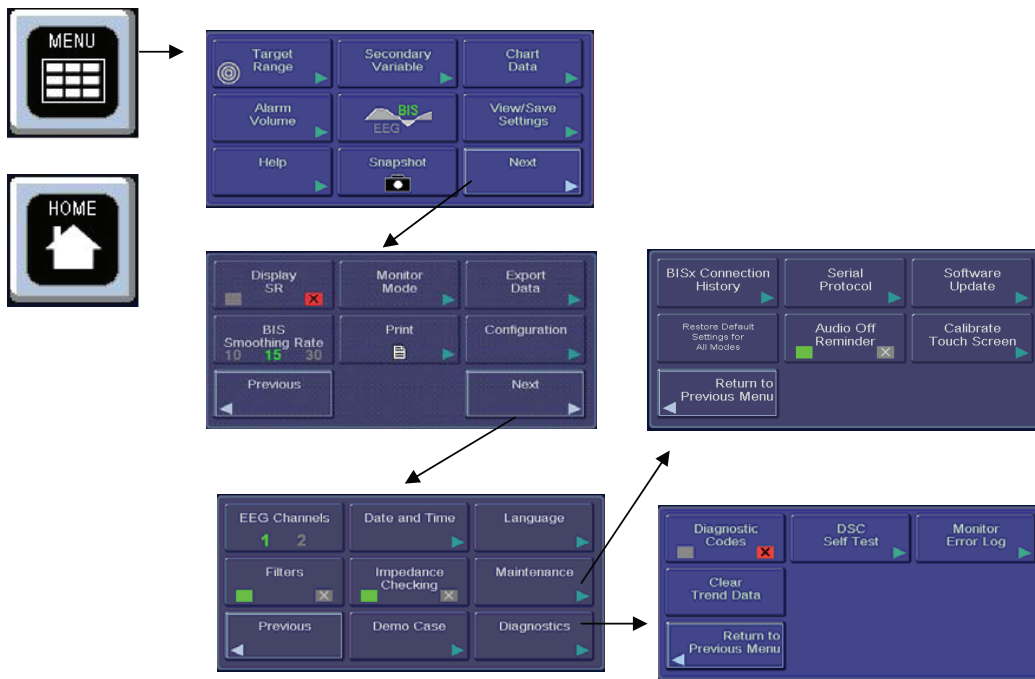 MENU
Target
Range
Secondary
Variable
Chart
Data
Alarm
Volume
BIS
EEG
View/Save
Settings
Help
Snapshot
Next
HOME
Display
SR
X
Monitor
Mode
Export
Data
BIS
Smoothing Rate
10 15 30
Print
Configuration
Previous
Next
BISx Connection
History
Serial
Protocol
Software
Update
Restore Default
Settings for
All Modes
Audio Off
Reminder
X
Calibrate
Touch Screen
Return to
Previous Menu
EEG Channels
1 2
Date and Time
Language
Filters
X
Impedance
Checking
X
Maintenance
Previous
Demo Case
Diagnostics
Diagnostic
Codes
X
DSC
Self Test
Monitor
Error Log
Clear
Trend Data
Return to
Previous Menu